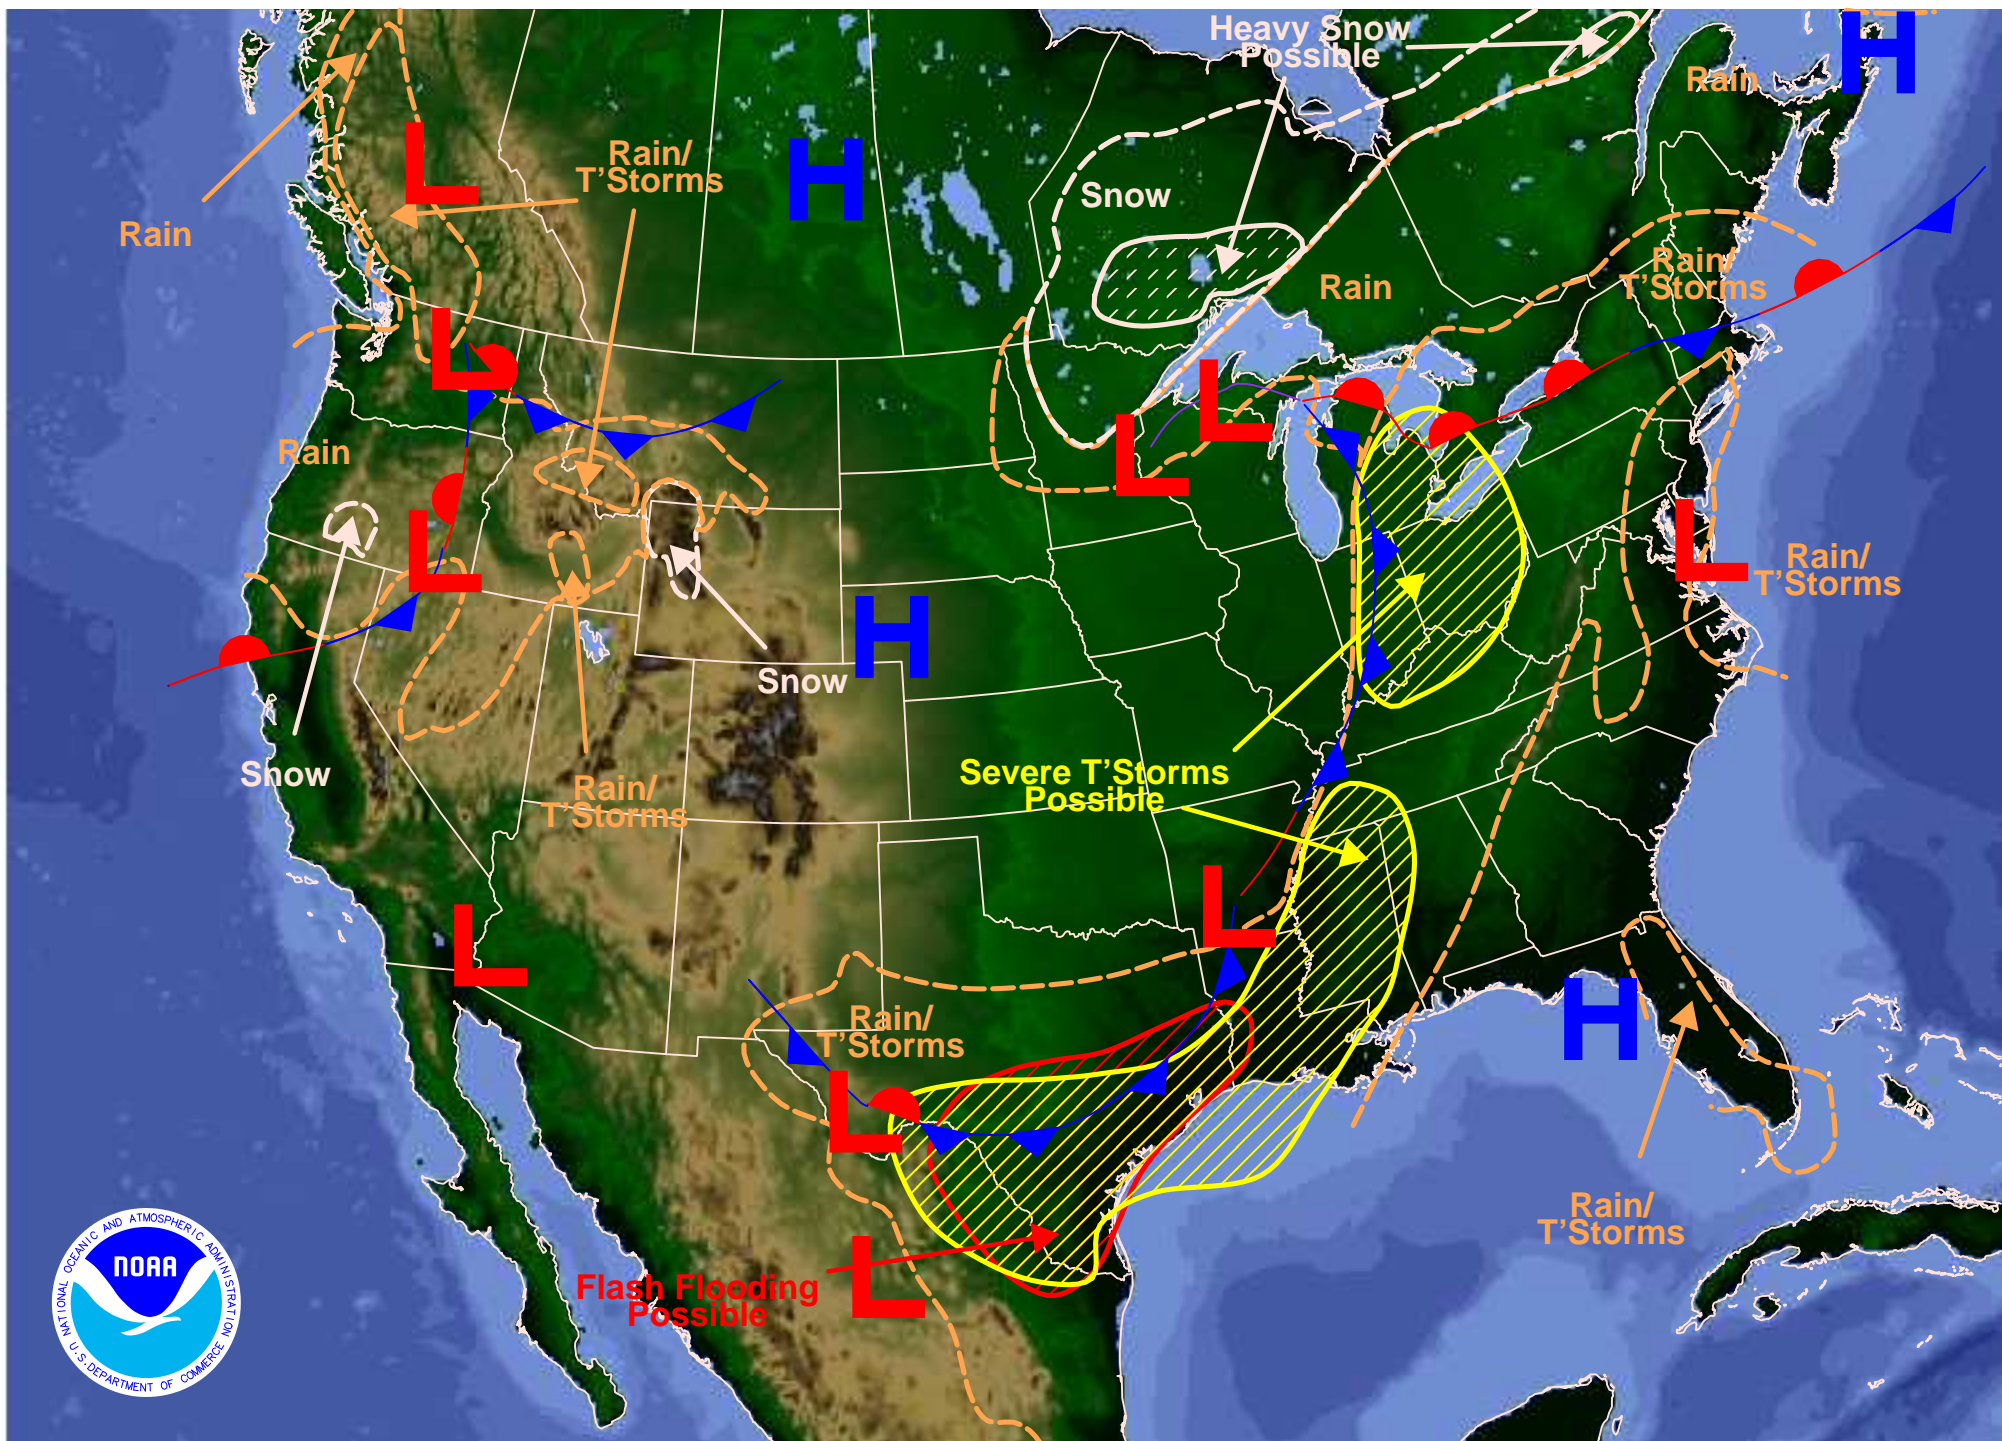 Heavy Snow
Possible
H
Rain
L
Rain/
T'Storms
H
Snow
Rain
Rain/
T'Storms
Rain
L
L
Rain
L
L
L
Rain/
T'Storms
H
Snow
Snow
Rain/
T'Storms
Severe T'Storms
Possible
L
L
H
Rain/
T'Storms
L
Rain/
T'Storms
L
Flash Flooding
Possible
NATIONAL OCEANIC AND ATMOSPHERIC ADMINISTRATION
NOAA
U.S. DEPARTMENT OF COMMERCE